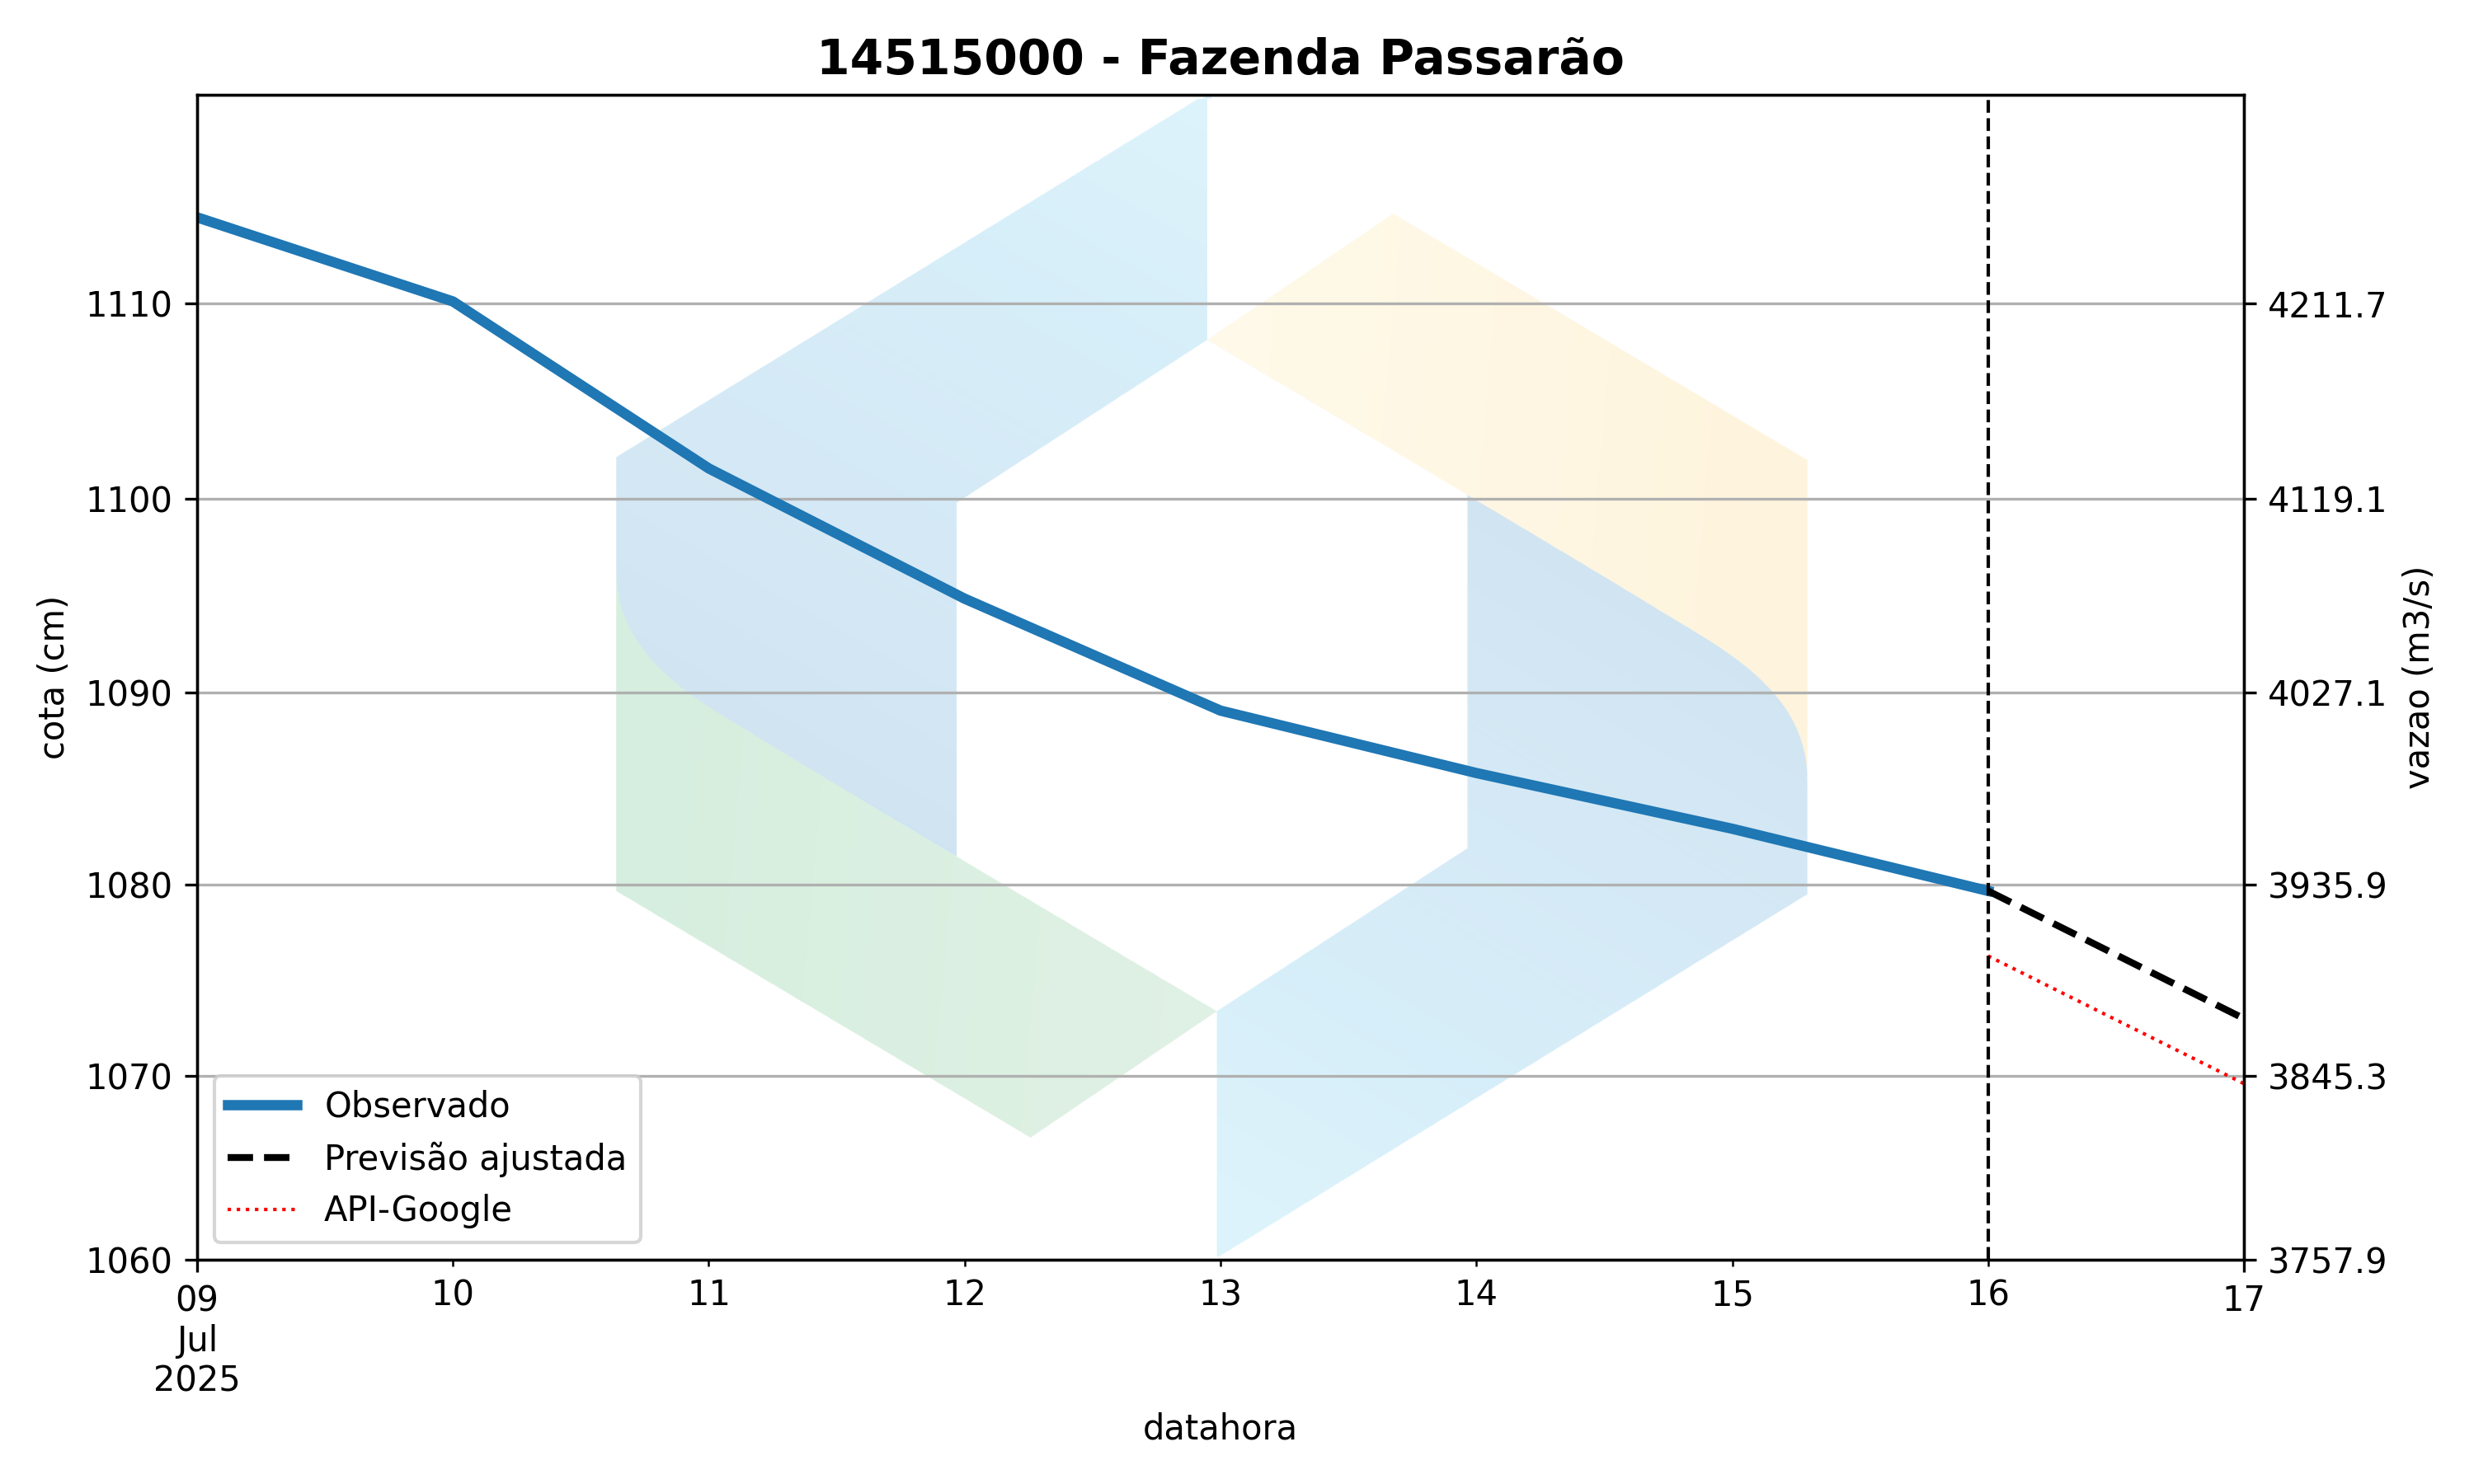 14515000 - Fazenda Passarão
1110
1100
1090
1080
1070
1060
cota (cm)
4211.7
4119.1
4027.1
3935.9
3845.3
3757.9
vazao (m3/s)
Observado
Previsão ajustada
API-Google
09
Jul
2025
10
11
12
13
14
15
16
17
datahora